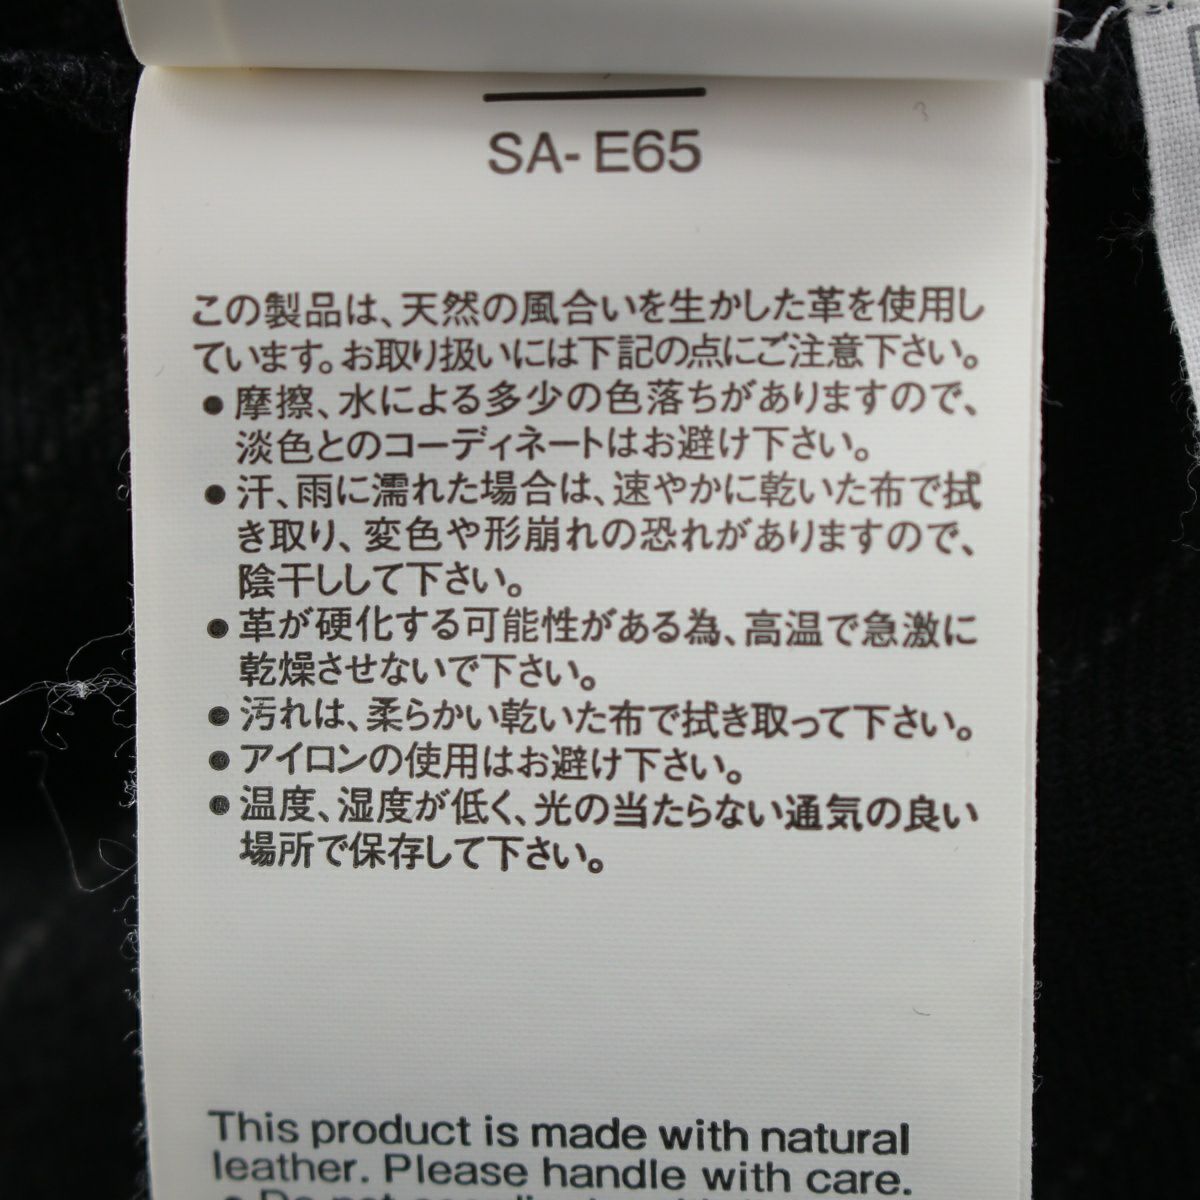 SA-E65
この製品は、天然の風合いを生かした革を使用し
ています。お取り扱いには下記の点にご注意下さい。
●摩擦、水による多少の色落ちがありますので、
淡色とのコーディネートはお避け下さい。
●汗、雨に濡れた場合は、速やかに乾いた布で拭
き取り、変色や形崩れの恐れがありますので、
陰干しして下さい。
●革が硬化する可能性がある為、高温で急激に
乾燥させないで下さい。
●汚れは、柔らかい乾いた布で拭き取って下さい。
●アイロンの使用はお避け下さい。
●温度、湿度が低く、光の当たらない通気の良い
場所で保存して下さい。
This product is made with natural
leather. Please handle with care.
● Do not